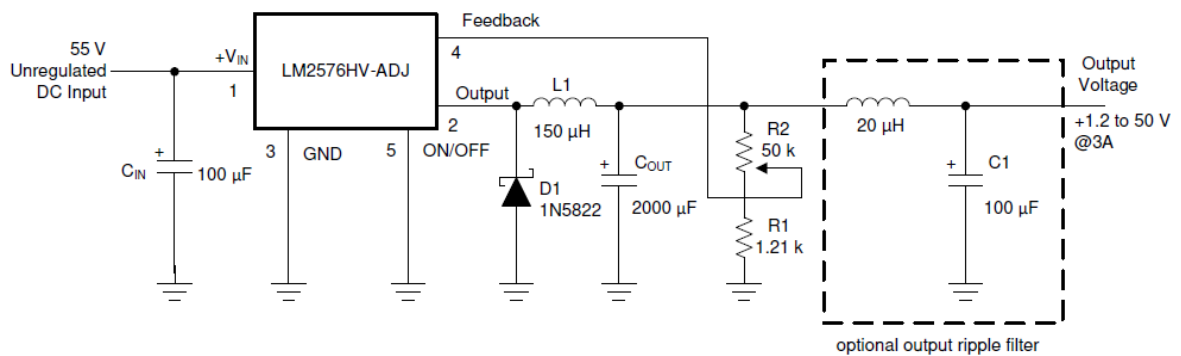 Feedback
55 V
Unregulated
DC Input
+VIN
1
LM2576HV-ADJ
4
Output
2
3
GND
5
ON/OFF
CIN
+
100 µF
L1
150 µH
D1
1N5822
+
COUT
2000 µF
R2
50 k
R1
1.21 k
20 µH
+
C1
100 µF
Output
Voltage
+1.2 to 50 V
@3A
optional output ripple filter